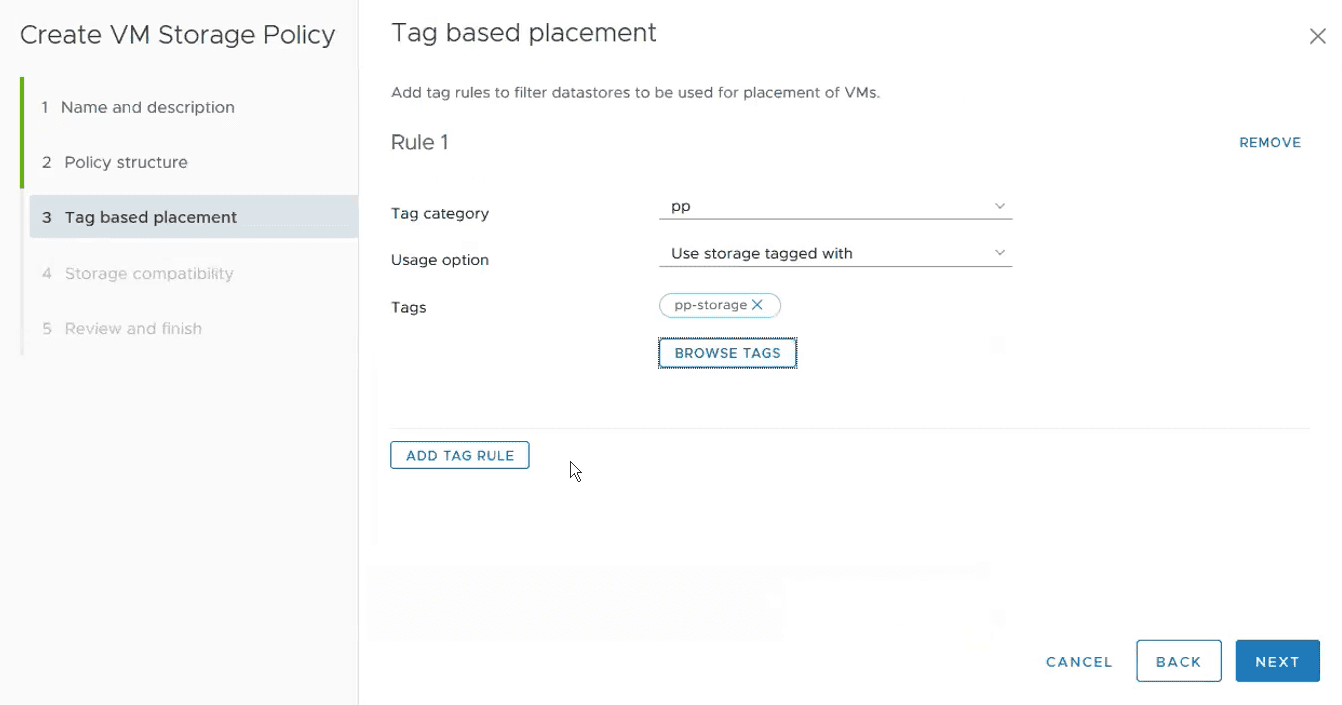 Create VM Storage Policy
1 Name and description
2 Policy structure
3 Tag based placement
4 Storage compatibility
5 Review and finish
Tag based placement
Add tag rules to filter datastores to be used for placement of VMs.
Rule 1
REMOVE
Tag category
pp
Usage option
Use storage tagged with
Tags
pp-storage
BROWSE TAGS
ADD TAG RULE
CANCEL
BACK
NEXT